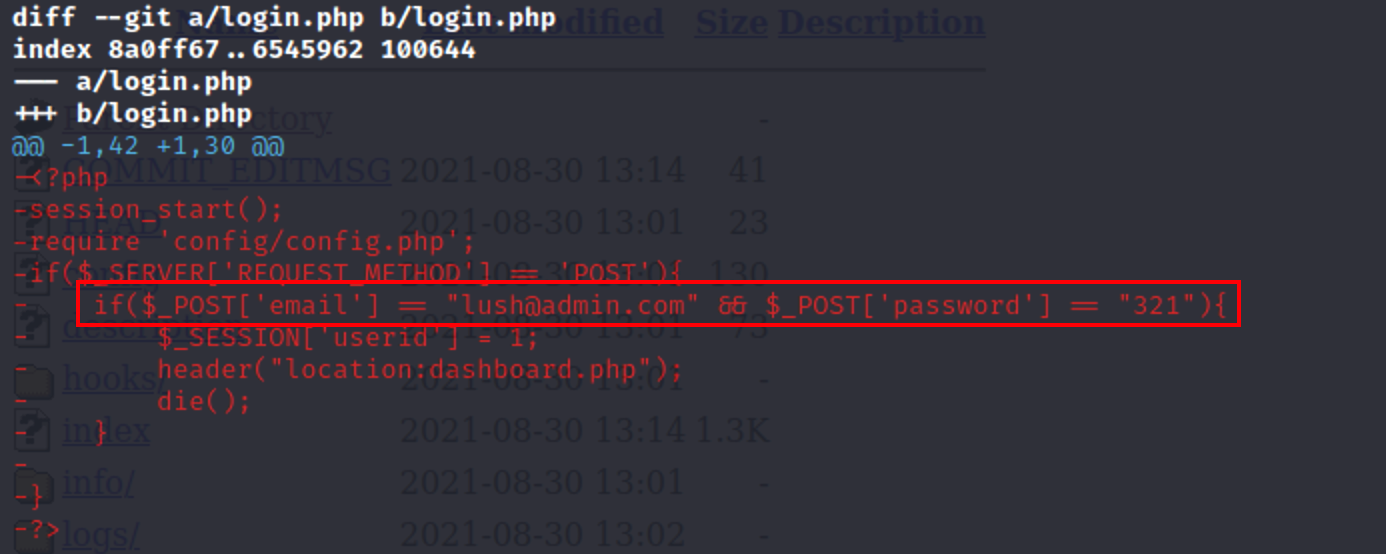 diff --git a/login.php b/login.php
index 8a0ff67..6545962 100644
--- a/login.php
+++ b/login.php
@@ -1,42 +1,30 @@
-<?php
-session_start();
-require 'config/config.php';
-if($_SERVER['REQUEST_METHOD'] == 'POST'){
-    if($_POST['email'] == "lush@admin.com" && $_POST['password'] == "321"){
-        $_SESSION['userid'] = 1;
-        header("location:dashboard.php");
-        die();
-    }
-
-}
-?>
Name Last modified Size Description
Parent Directory -
COMMIT_EDITMSG 2021-08-30 13:14 41
HEAD 2021-08-30 13:01 23
config 2021-08-30 13:01 130
description 2021-08-30 13:01 73
hooks/ 2021-08-30 13:01 -
index 2021-08-30 13:14 1.3K
info/ 2021-08-30 13:01 -
logs/ 2021-08-30 13:02 -